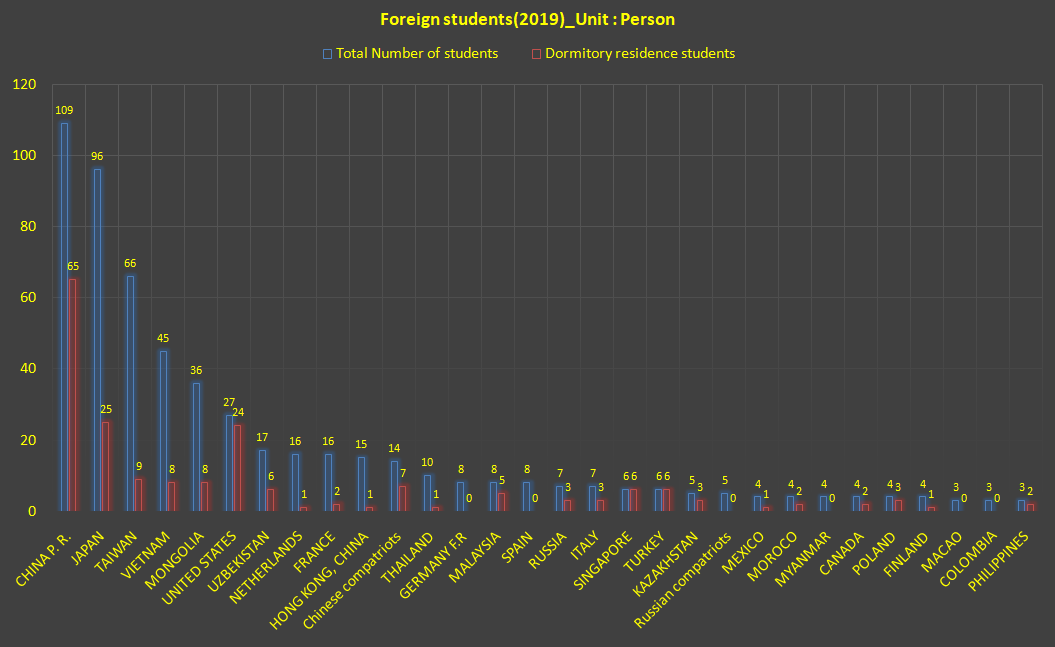 Foreign students(2019)_Unit : Person
Total Number of students
Dormitory residence students
120
100
80
60
40
20
0
109
65
96
25
66
9
45
8
36
8
27
24
17
6
16
1
16
2
15
1
14
7
10
1
8
0
8
5
8
0
7
3
7
3
6
6
6
6
5
3
5
0
4
1
4
2
4
0
4
2
4
3
4
1
3
0
3
0
3
2
CHINA P. R.
JAPAN
TAIWAN
VIETNAM
MONGOLIA
UNITED STATES
UZBEKISTAN
NETHERLANDS
FRANCE
HONG KONG, CHINA
Chinese compatriots
THAILAND
GERMANY F.R
MALAYSIA
SPAIN
RUSSIA
ITALY
SINGAPORE
TURKEY
KAZAKHSTAN
Russian compatriots
MEXICO
MOROCO
MYANMAR
CANADA
POLAND
FINLAND
MACAO
COLOMBIA
PHILIPPINES